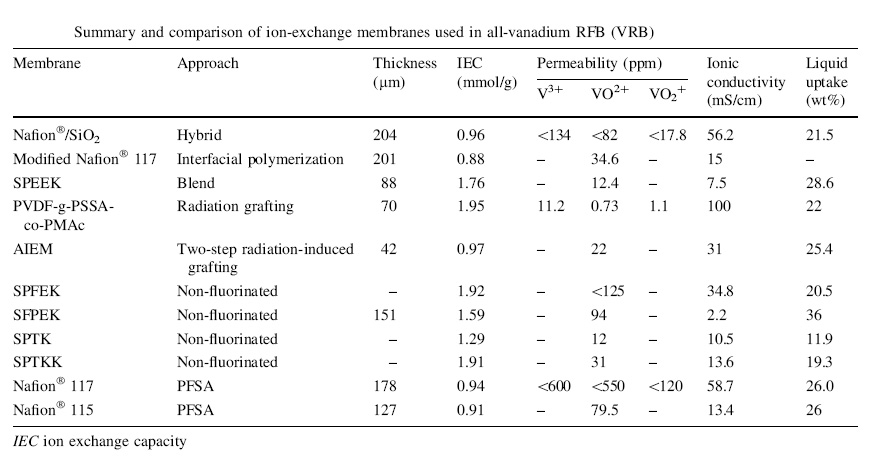 Summary and comparison of ion-exchange membranes used in all-vanadium RFB (VRB)
Membrane Approach Thickness (μm) IEC (mmol/g) Permeability (ppm) Ionic conductivity (mS/cm) Liquid uptake (wt%)
V³⁺ VO²⁺ VO₂⁺
Nafion®/SiO₂ Hybrid 204 0.96 <134 <82 <17.8 56.2 21.5
Modified Nafion® 117 Interfacial polymerization 201 0.88 – 34.6 – 15 –
SPEEK Blend 88 1.76 – 12.4 – 7.5 28.6
PVDF-g-PSSA- Radiation grafting 70 1.95 11.2 0.73 1.1 100 22
co-PMAc
AIEM Two-step radiation-induced 42 0.97 – 22 – 31 25.4
grafting
SPFEK Non-fluorinated – 1.92 – <125 – 34.8 20.5
SFPEK Non-fluorinated 151 1.59 – 94 – 2.2 36
SPTK Non-fluorinated – 1.29 – 12 – 10.5 11.9
SPTKK Non-fluorinated – 1.91 – 31 – 13.6 19.3
Nafion® 117 PFSA 178 0.94 <600 <550 <120 58.7 26.0
Nafion® 115 PFSA 127 0.91 – 79.5 – 13.4 26
IEC ion exchange capacity